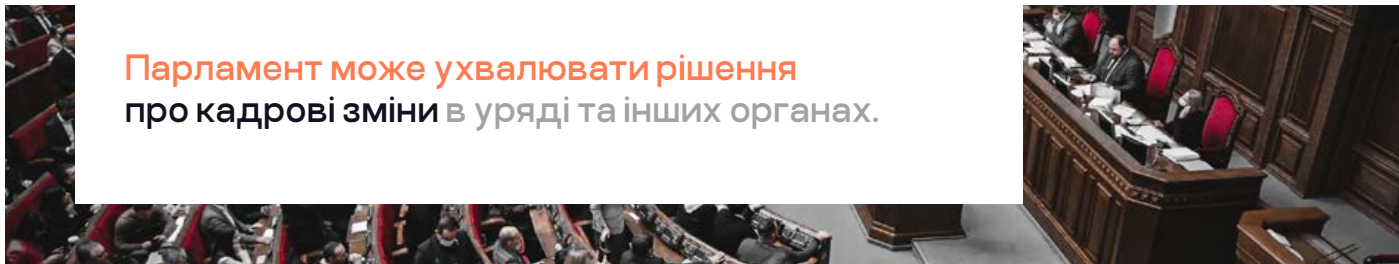 Парламент може ухвалювати рішення
про кадрові зміни в уряді та інших органах.